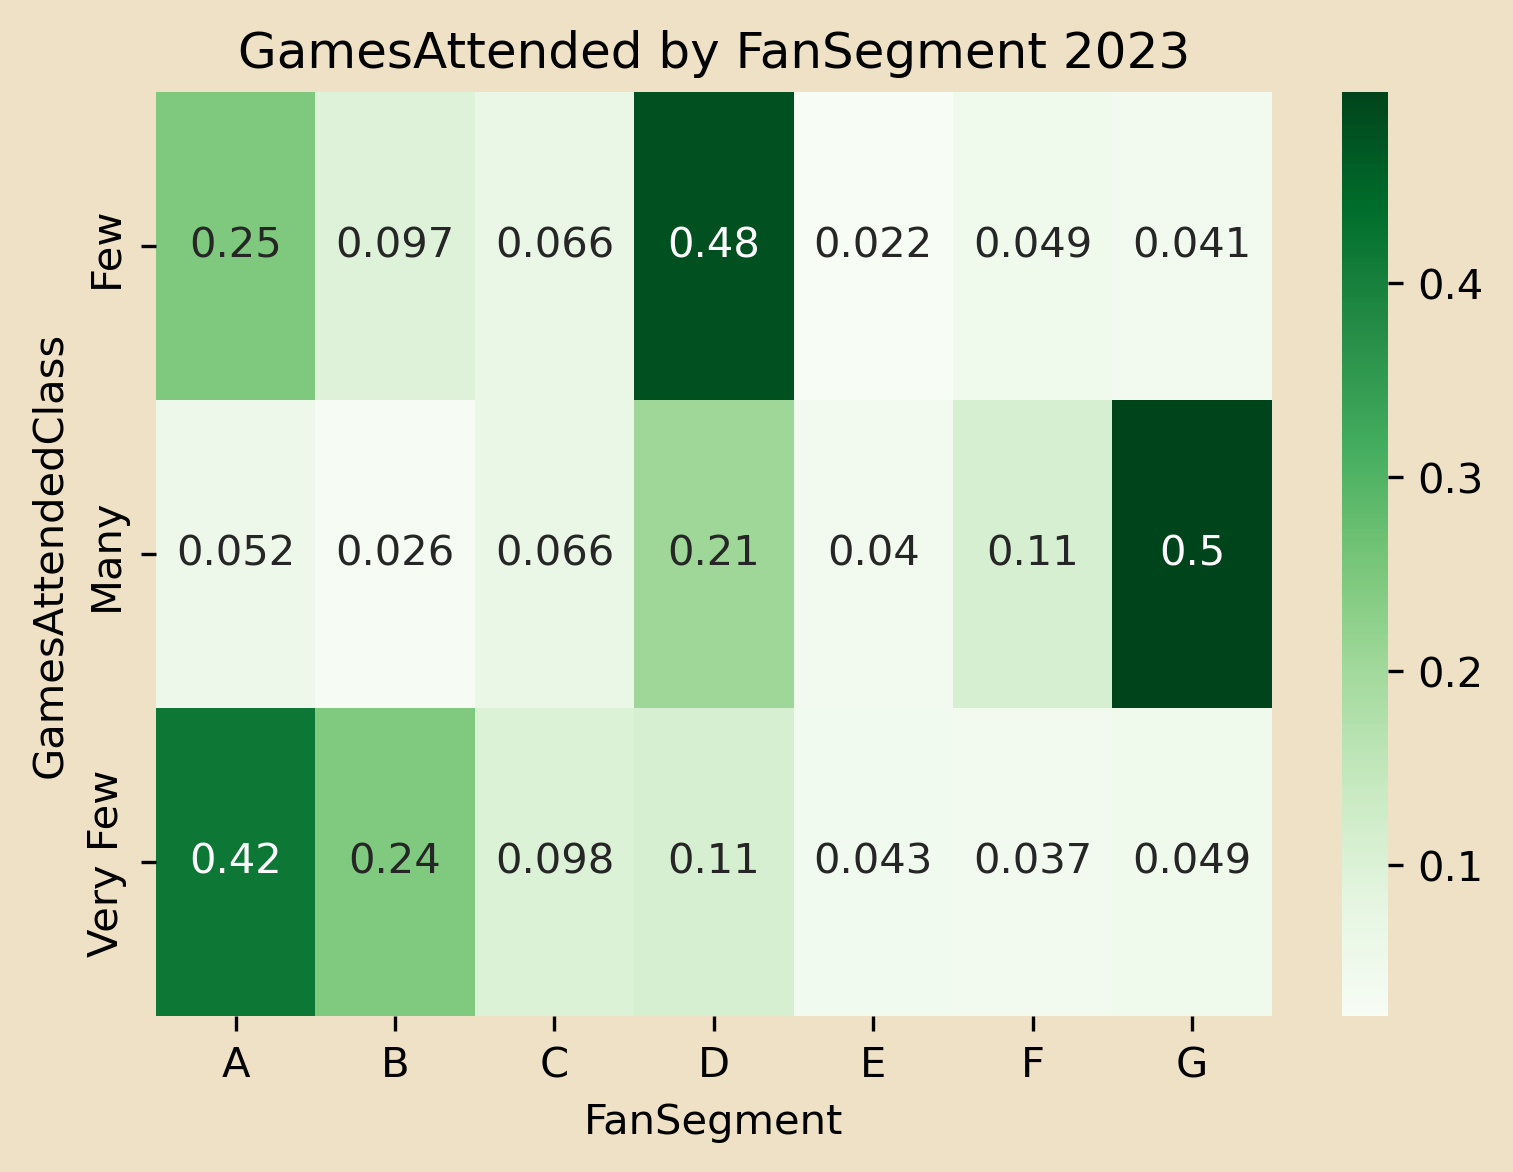 GamesAttended by FanSegment 2023
GamesAttendedClass
Few
0.25 0.097 0.066 0.48 0.022 0.049 0.041
Many
0.052 0.026 0.066 0.21 0.04 0.11 0.5
Very Few
0.42 0.24 0.098 0.11 0.043 0.037 0.049
A B C D E F G
FanSegment
0.4
0.3
0.2
0.1